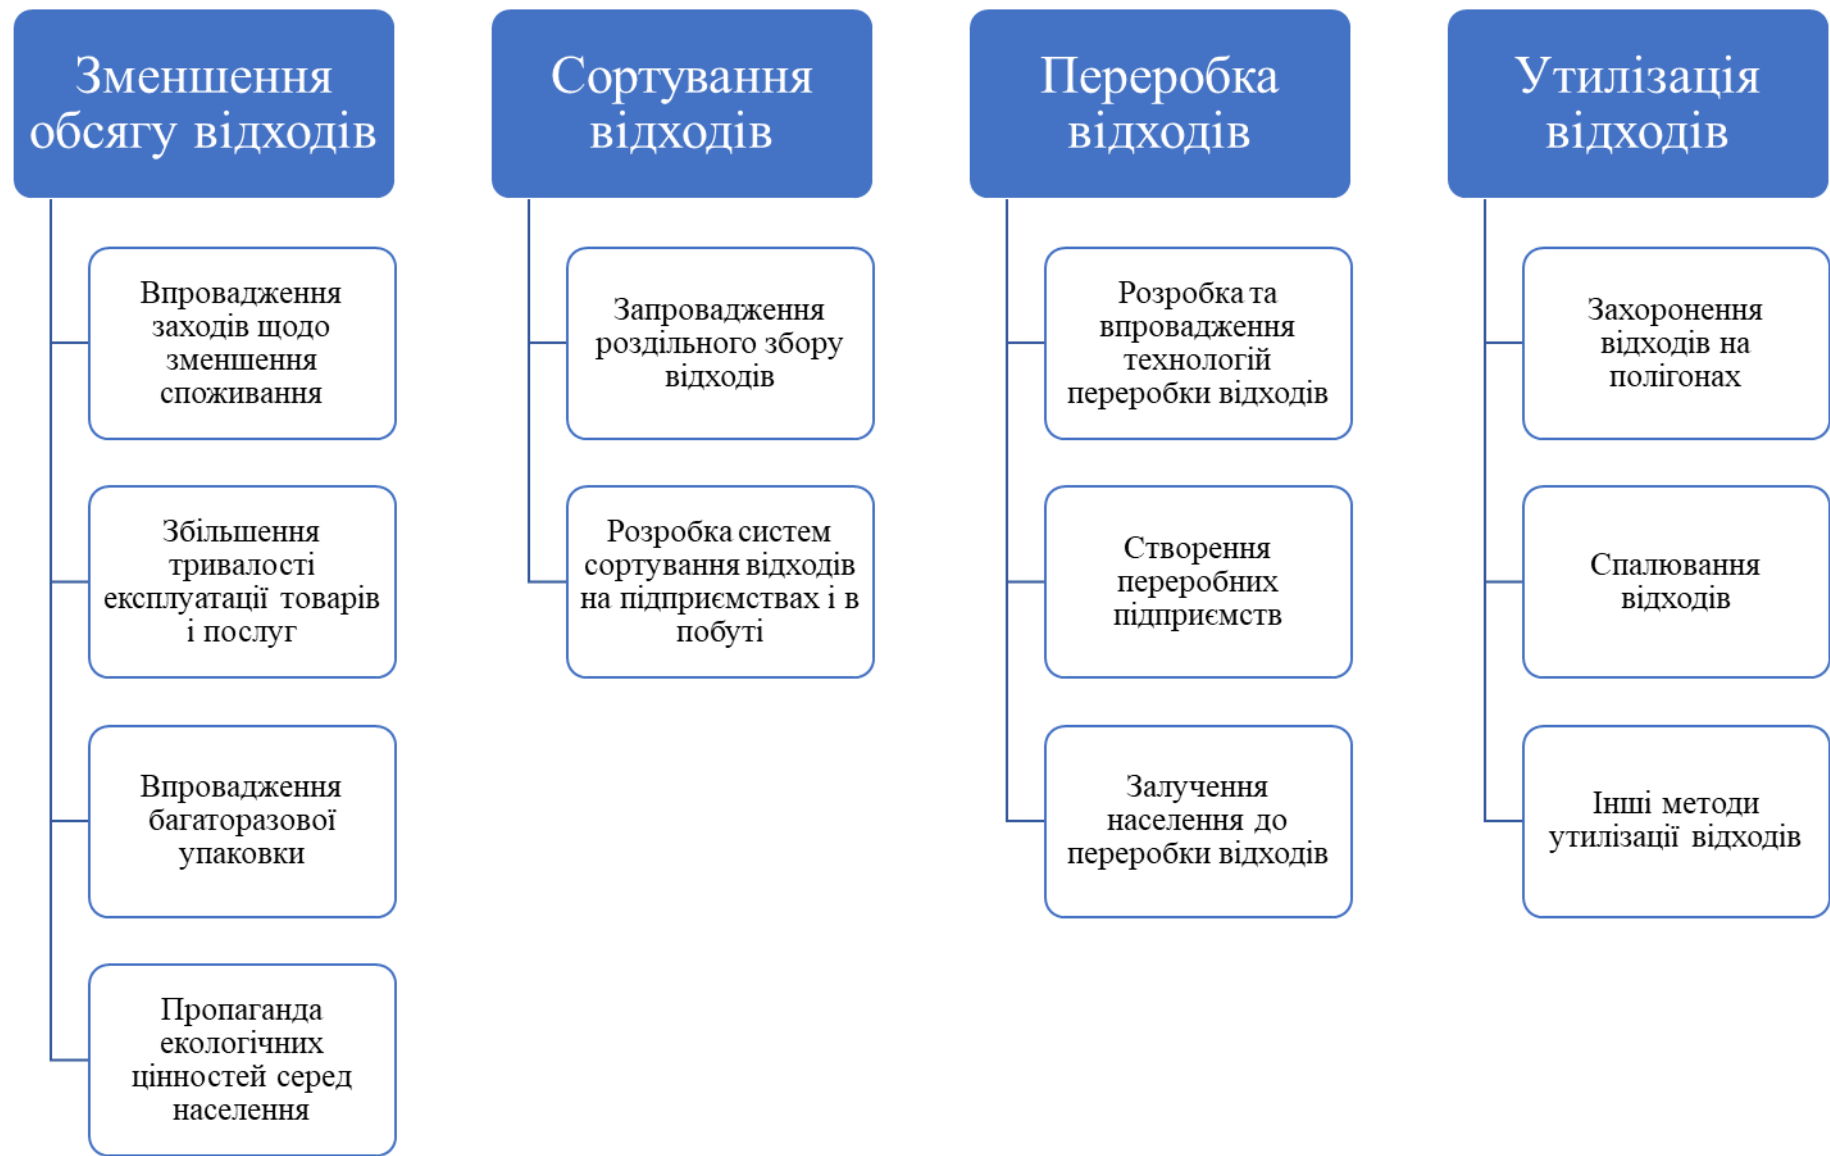 Зменшення
обсягу відходів
Впровадження
заходів щодо
зменшення
споживання
Збільшення
тривалості
експлуатації товарів
і послуг
Впровадження
багаторазової
упаковки
Пропаганда
екологічних
цінностей серед
населення
Сортування
відходів
Запровадження
роздільного збору
відходів
Розробка систем
сортування відходів
на підприємствах і в
побуті
Переробка
відходів
Розробка та
впровадження
технологій
переробки відходів
Створення
переробних
підприємств
Залучення
населення до
переробки відходів
Утилізація
відходів
Захоронення
відходів на
полігонах
Спалювання
відходів
Інші методи
утилізації відходів